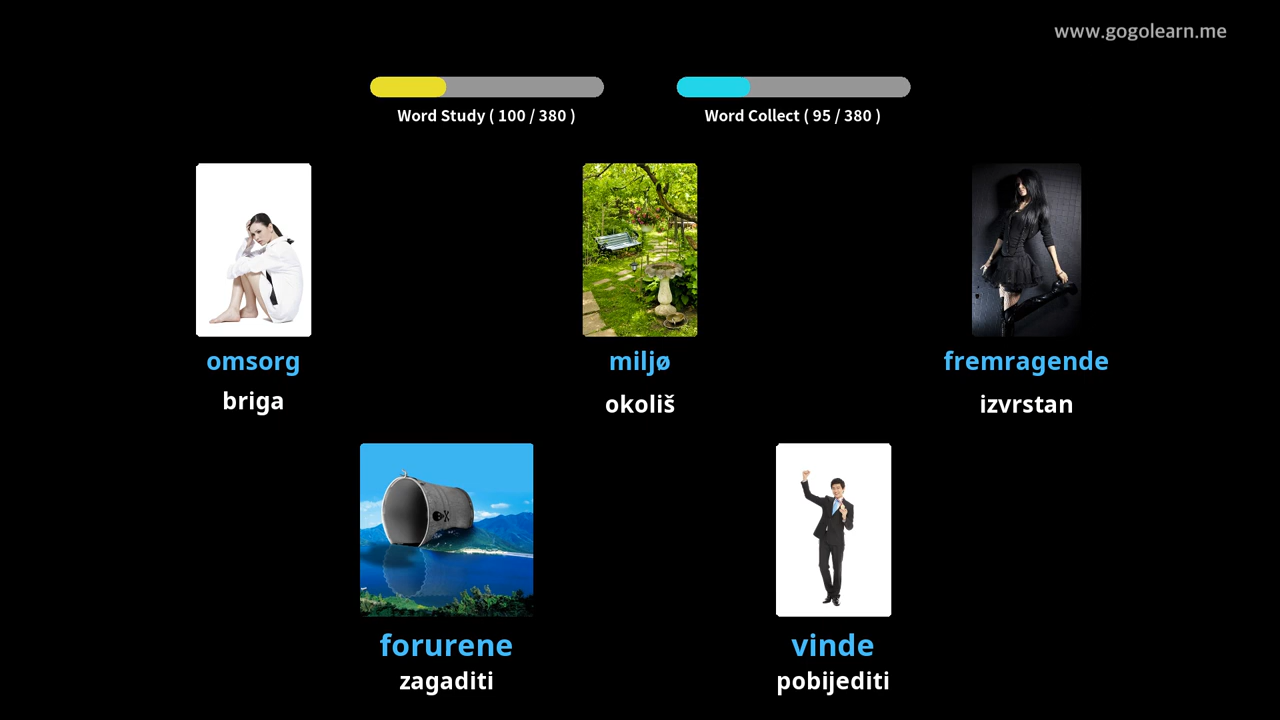 www.gogolearn.me
Word Study ( 100 / 380 )
Word Collect ( 95 / 380 )
omsorg
briga
miljø
okoliš
fremragende
izvrstan
forurene
zagaditi
vinde
pobijediti